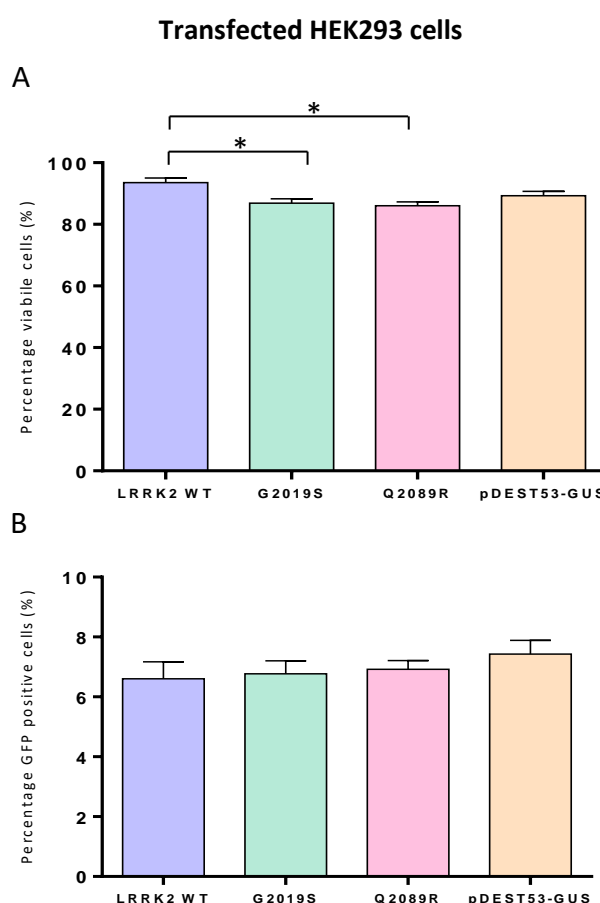 Transfected HEK293 cells
A
*
*
Percentage viabile cells (%)
100
80
60
40
20
0
LRRK2 WT G2019S Q2089R pDEST53-GUS
B
Percentage GFP positive cells (%)
10
8
6
4
2
0
LRRK2 WT G2019S Q2089R pDEST53-GUS